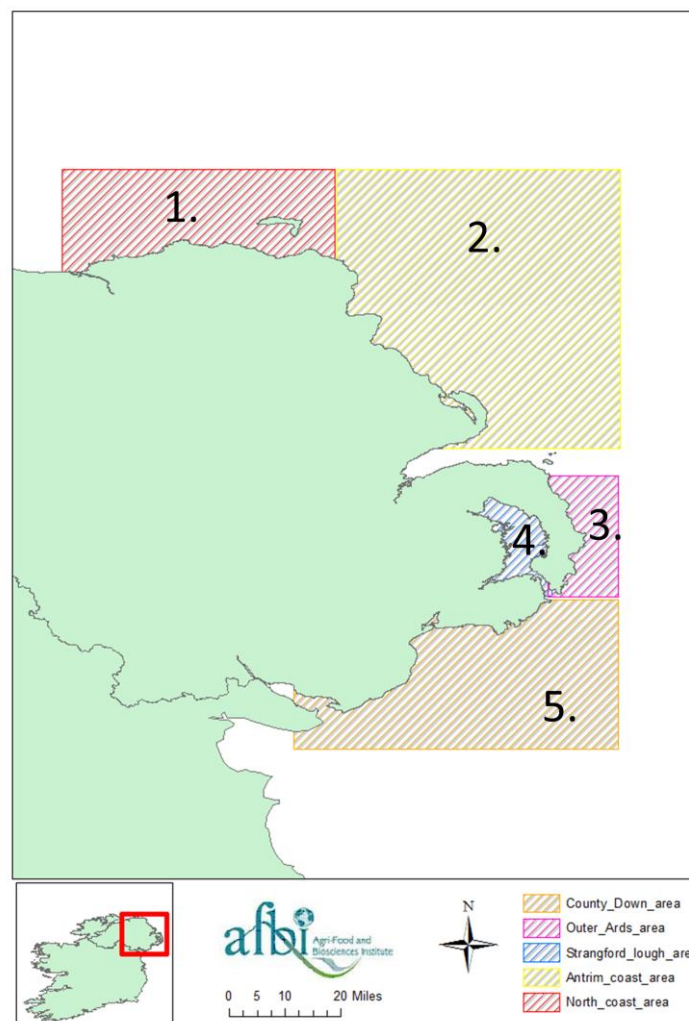 1.
2.
3.
4.
5.
afbi
Agri-Food and
Biosciences Institute
0 5 10 20 Miles
N
County_Down_area
Outer_Ards_area
Strangford_lough_are
Antrim_coast_area
North_coast_area